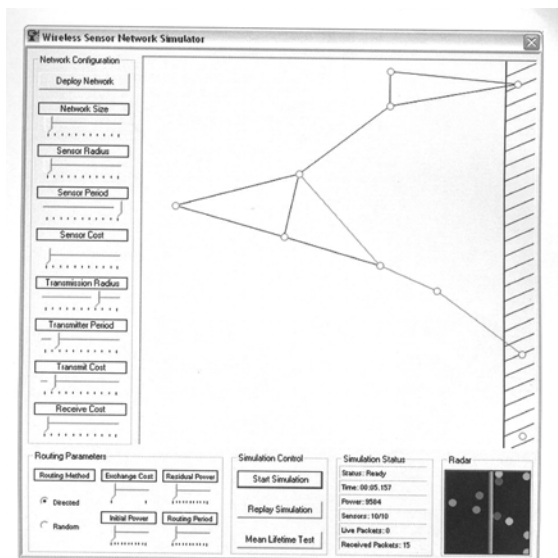 Wireless Sensor Network Simulator
Network Configuration
Deploy Network
Network Size
Sensor Radius
Sensor Period
Sensor Cost
Transmission Radius
Transmitter Period
Transmit Cost
Receive Cost
Routing Parameters
Routing Method
Exchange Cost
Residual Power
Directed
Random
Initial Power
Routing Period
Simulation Control
Start Simulation
Replay Simulation
Mean Lifetime Test
Simulation Status
Status: Ready
Time: 00:05.157
Power: 9584
Sensors: 10/10
Live Packets: 0
Received Packets: 15
Radar